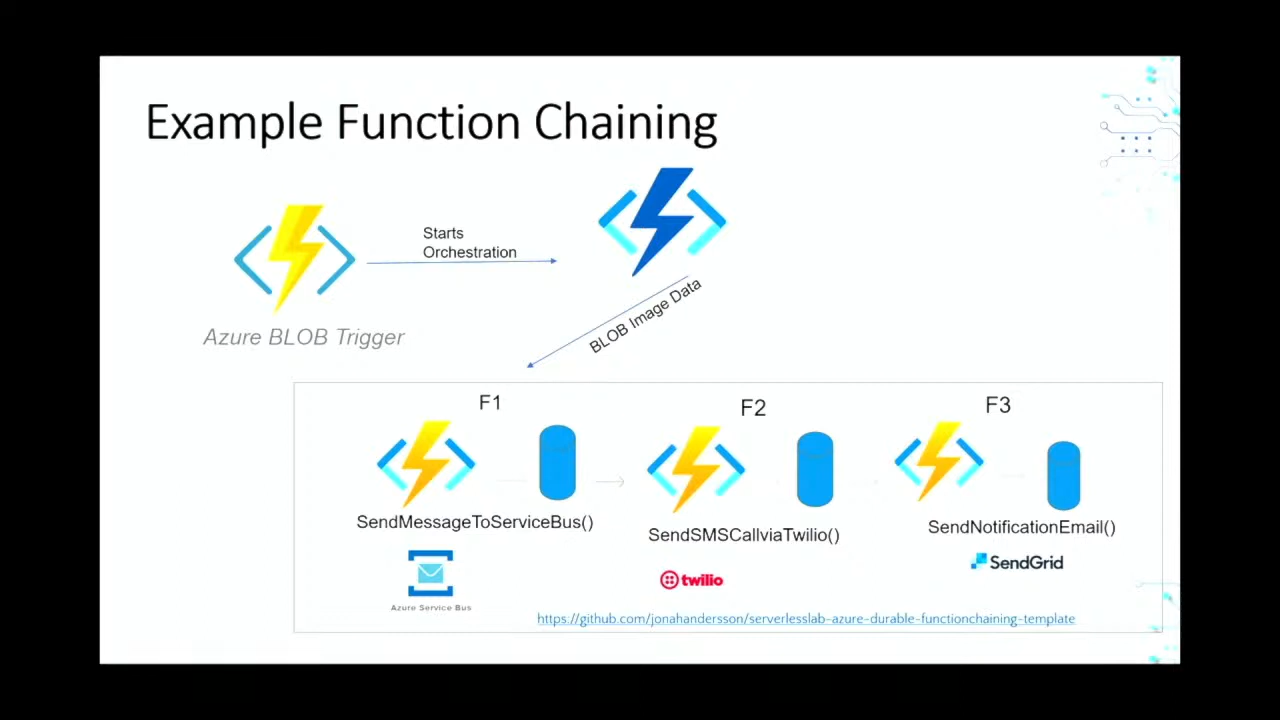 Example Function Chaining
Starts
Orchestration
Azure BLOB Trigger
BLOB Image Data
F1
F2
F3
SendMessageToServiceBus()
SendSMSCallviaTwilio()
SendNotificationEmail()
Azure Service Bus
twilio
SendGrid
https://github.com/jonahandersson/serverlesslab-azure-durable-functionchaining-template